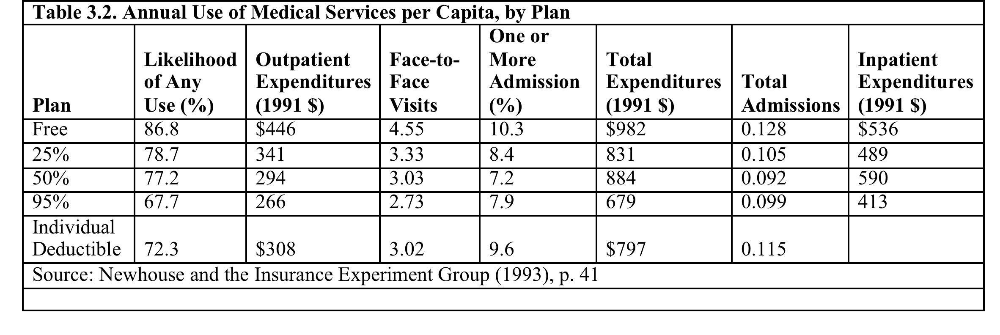 Table 3.2. Annual Use of Medical Services per Capita, by Plan
Plan Likelihood of Any Use (%) Outpatient Expenditures (1991 $) Face-to-Face Visits One or More Admission (%) Total Expenditures (1991 $) Total Admissions Inpatient Expenditures (1991 $)
Free 86.8 $446 4.55 10.3 $982 0.128 $536
25% 78.7 341 3.33 8.4 831 0.105 489
50% 77.2 294 3.03 7.2 884 0.092 590
95% 67.7 266 2.73 7.9 679 0.099 413
Individual Deductible 72.3 $308 3.02 9.6 $797 0.115
Source: Newhouse and the Insurance Experiment Group (1993), p. 41